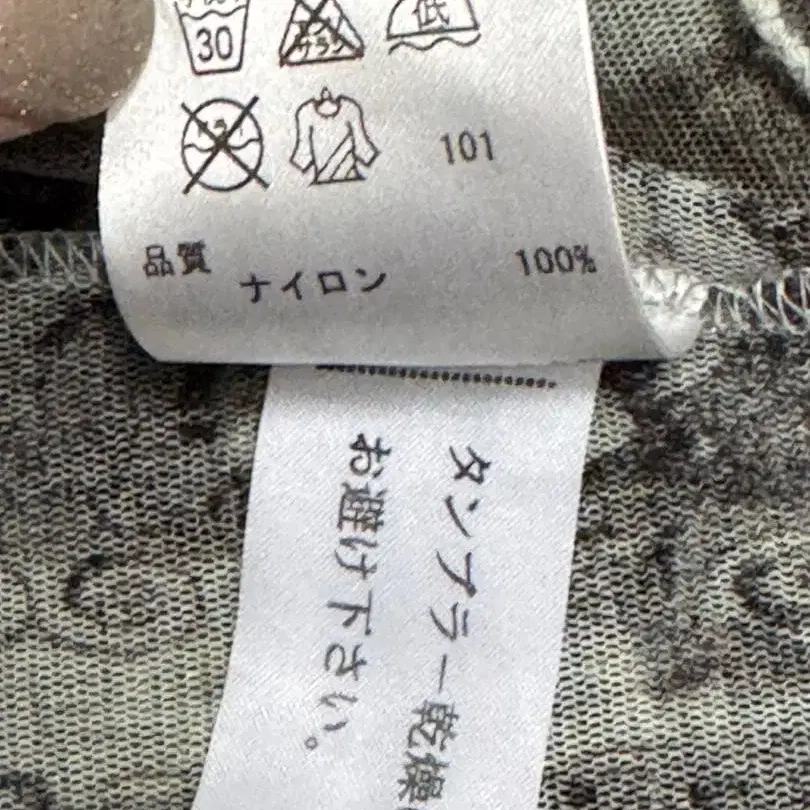 30
低
101
品質
ナイロン 100%
タンブラー乾燥
お避け下さい。